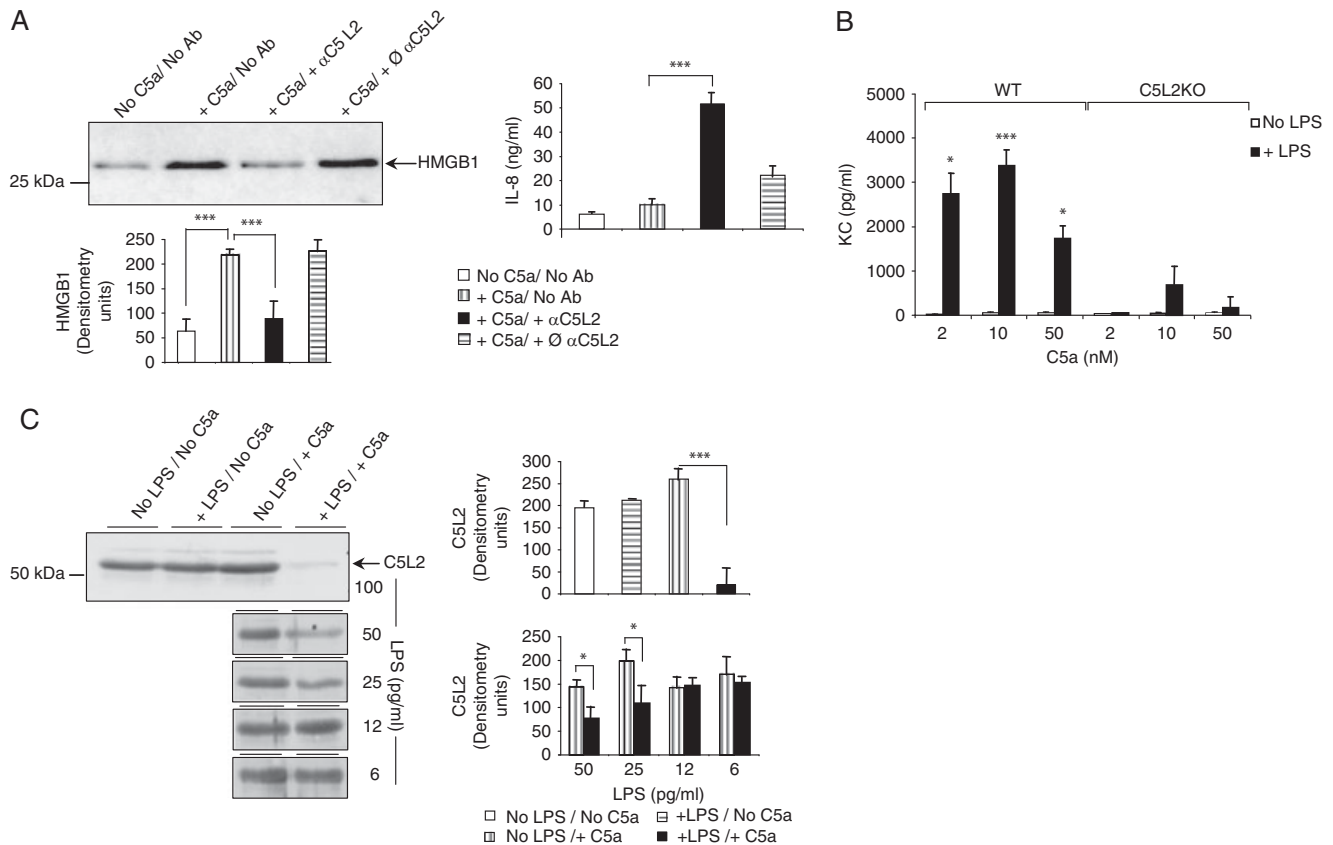 A
No C5a/ No Ab
+ C5a/ No Ab
+ C5a/ + αC5 L2
+ C5a/ + Ø αC5L2
HMGB1
25 kDa
HMGB1
(Densitometry
units)
250
200
150
100
50
0
***
***
IL-8 (ng/ml)
60
50
40
30
20
10
0
***
No C5a/ No Ab
+ C5a/ No Ab
+ C5a/ + αC5L2
+ C5a/ + Ø αC5L2
B
WT
C5L2KO
No LPS
+ LPS
KC (pg/ml)
5000
4000
3000
2000
1000
0
*
***
*
2 10 50 2 10 50
C5a (nM)
C
No LPS / No C5a
+ LPS / No C5a
No LPS / + C5a
+ LPS / + C5a
C5L2
50 kDa
100
50
25
12
6
LPS (pg/ml)
C5L2
(Densitometry
units)
300
250
200
150
100
50
0
***
C5L2
(Densitometry
units)
250
200
150
100
50
0
*
*
50 25 12 6
LPS (pg/ml)
No LPS / No C5a
+LPS / No C5a
No LPS /+ C5a
+LPS /+ C5a